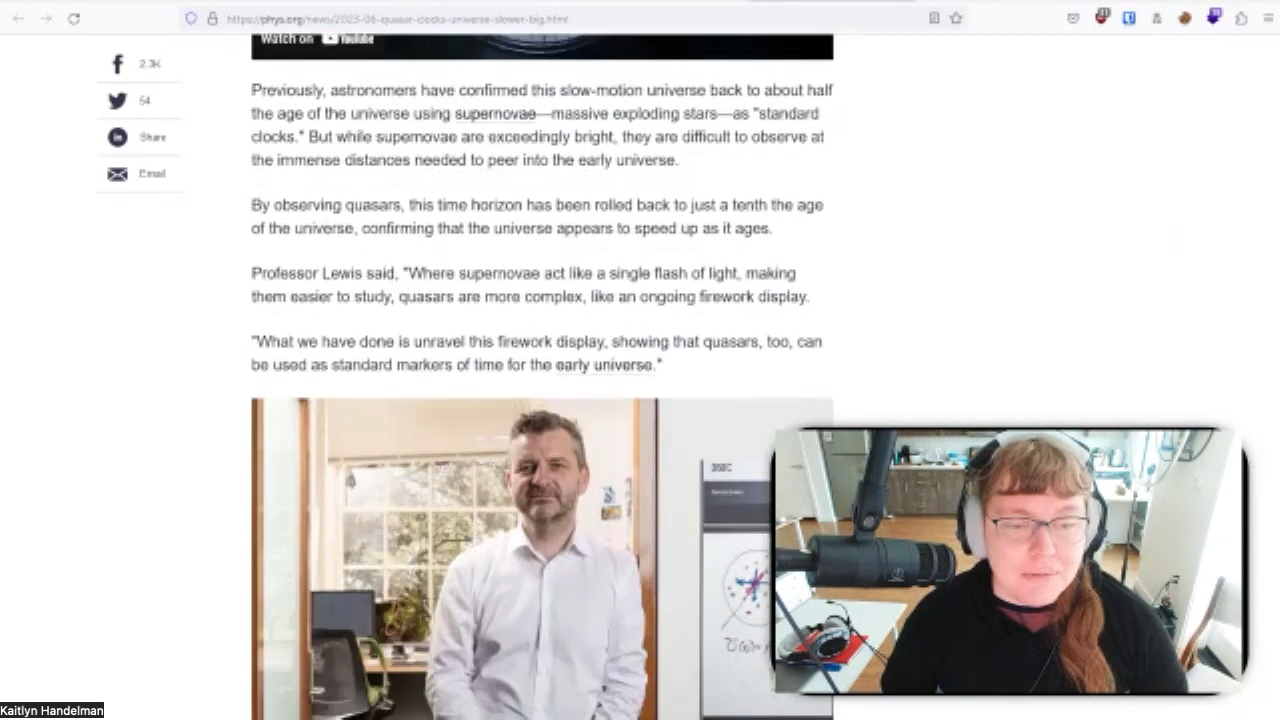 https://phys.org/news/2023-06-quasar-clocks-universe-slower-big.html
Watch on YouTube
2.3K
54
Share
Email
Previously, astronomers have confirmed this slow-motion universe back to about half
the age of the universe using supernovae—massive exploding stars—as "standard
clocks." But while supernovae are exceedingly bright, they are difficult to observe at
the immense distances needed to peer into the early universe.
By observing quasars, this time horizon has been rolled back to just a tenth the age
of the universe, confirming that the universe appears to speed up as it ages.
Professor Lewis said, "Where supernovae act like a single flash of light, making
them easier to study, quasars are more complex, like an ongoing firework display.
"What we have done is unravel this firework display, showing that quasars, too, can
be used as standard markers of time for the early universe."
360C
Kaitlyn Handelman